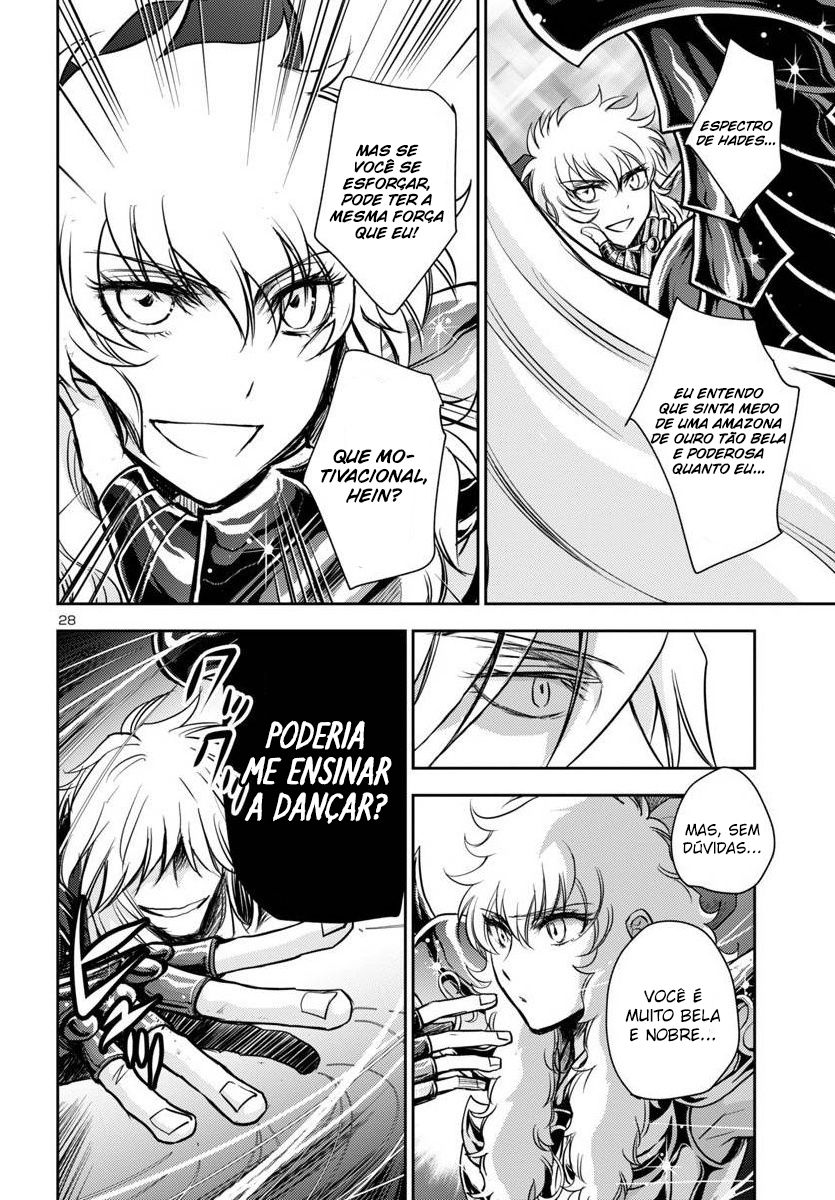 ESPECTRO
DE HADES...
EU ENTENDO
QUE SINTA MEDO
DE UMA AMAZONA
DE OURO TÃO BELA
E PODEROSA
QUANTO EU...
MAS SE
VOCÊ SE
ESFORÇAR,
PODE TER A
MESMA FORÇA
QUE EU!
QUE MO-
TIVACIONAL,
HEIN?
28
MAS, SEM
DÚVIDAS...
VOCÊ É
MUITO BELA
E NOBRE...
PODERIA
ME ENSINAR
A DANÇAR?